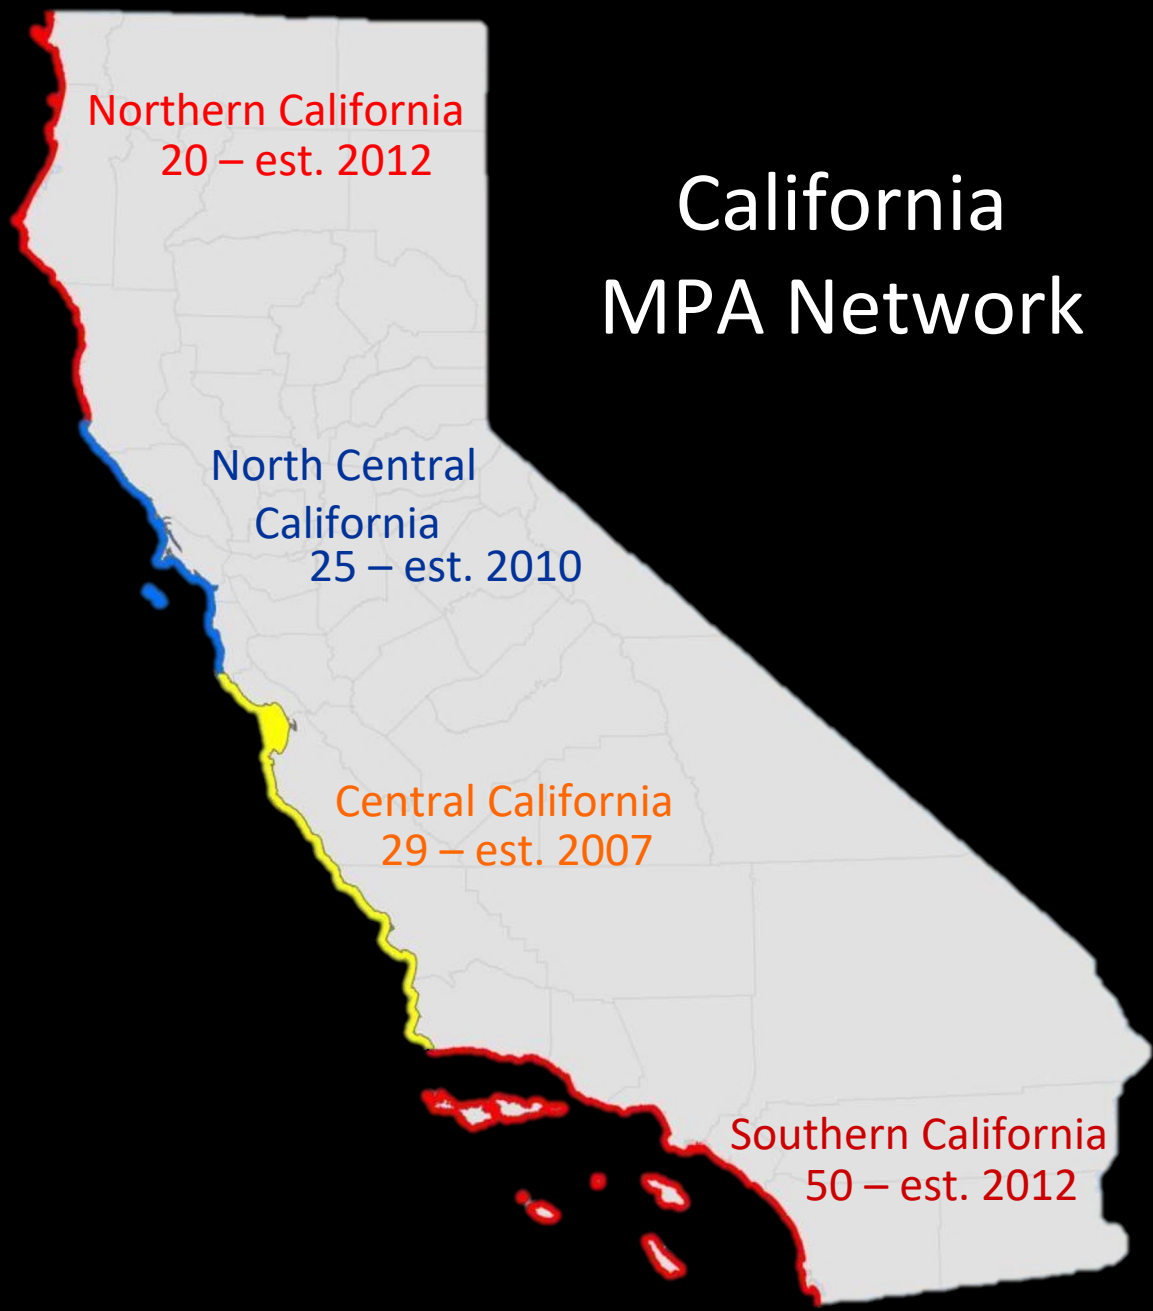 Northern California
20 – est. 2012
California
MPA Network
North Central
California
25 – est. 2010
Central California
29 – est. 2007
Southern California
50 – est. 2012